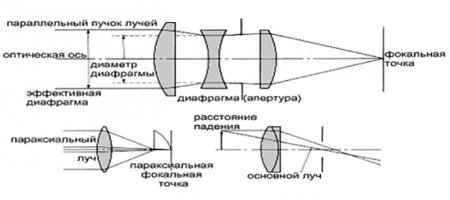 параллельный пучок лучей
оптическая ось
диаметр
диафрагмы
эффективная
диафрагма
диафрагма (апертура)
фокальная
точка
параксиальный
луч
параксиальная
фокальная
точка
расстояние
падения
основной луч